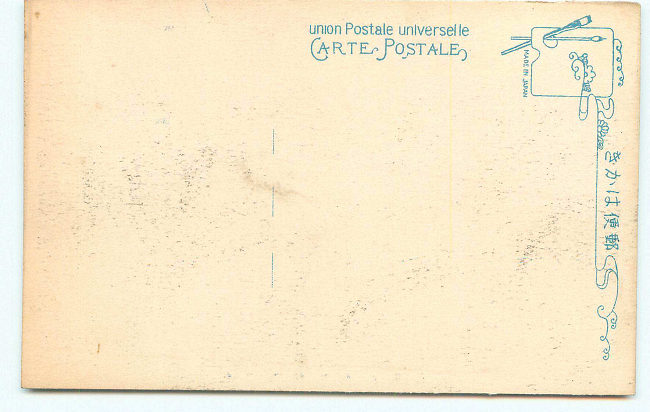 union Postale universelle
CARTE POSTALE
MADE IN JAPAN
郵便はかき